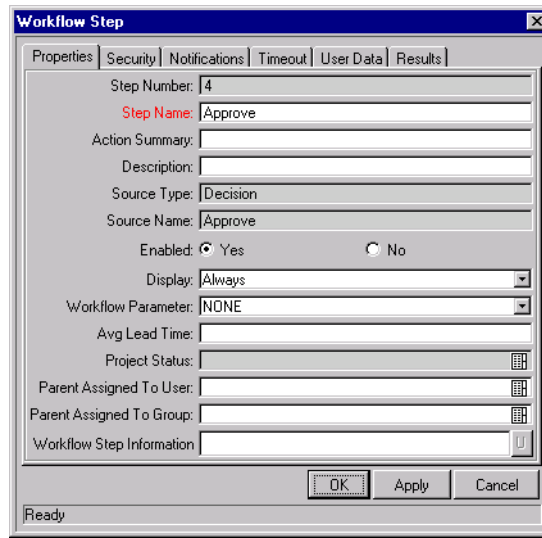 Workflow Step
Properties Security Notifications Timeout User Data Results
Step Number: 4
Step Name: Approve
Action Summary:
Description:
Source Type: Decision
Source Name: Approve
Enabled: Yes No
Display: Always
Workflow Parameter: NONE
Avg Lead Time:
Project Status:
Parent Assigned To User:
Parent Assigned To Group:
Workflow Step Information U
OK Apply Cancel
Ready